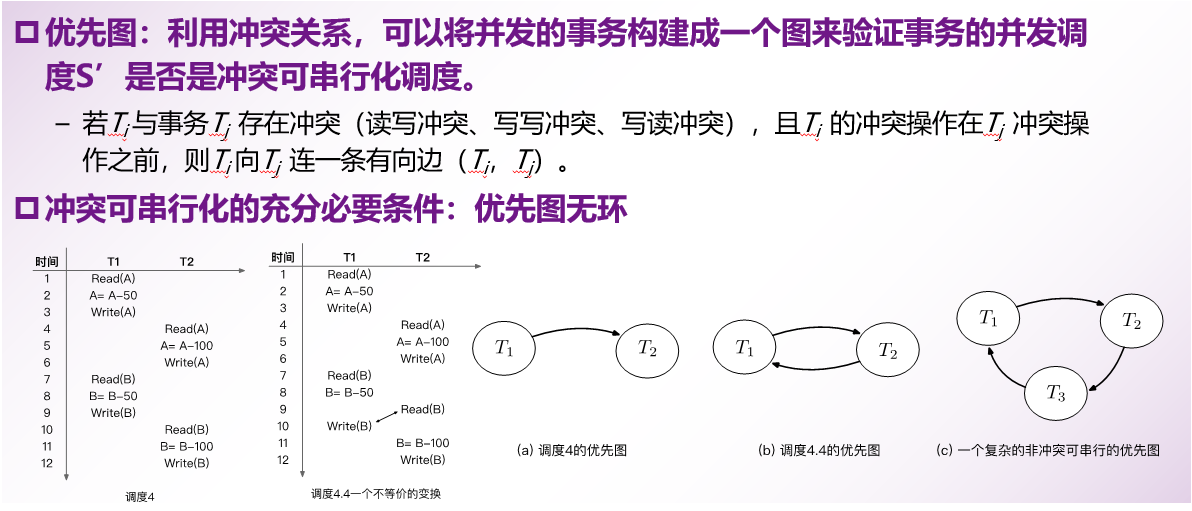 优先图：利用冲突关系，可以将并发的事务构建成一个图来验证事务的并发调
度S’是否是冲突可串行化调度。
– 若Ti与事务Tj 存在冲突（读写冲突、写写冲突、写读冲突），且Ti 的冲突操作在Tj 冲突操
作之前，则Ti向Tj 连一条有向边（Ti，Tj）。
冲突可串行化的充分必要条件：优先图无环
时间 T1 T2
1 Read(A)
2 A= A-50
3 Write(A)
4 Read(A)
5 A= A-100
6 Write(A)
7 Read(B)
8 B= B-50
9 Write(B)
10 Read(B)
11 B= B-100
12 Write(B)
调度4
时间 T1 T2
1 Read(A)
2 A= A-50
3 Write(A)
4 Read(A)
5 A= A-100
6 Write(A)
7 Read(B)
8 B= B-50
9 Read(B)
10 Write(B)
11 B= B-100
12 Write(B)
调度4.4一个不等价的变换
T1 T2
(a) 调度4的优先图
T1 T2
(b) 调度4.4的优先图
T1 T2
T3
(c) 一个复杂的非冲突可串行的优先图